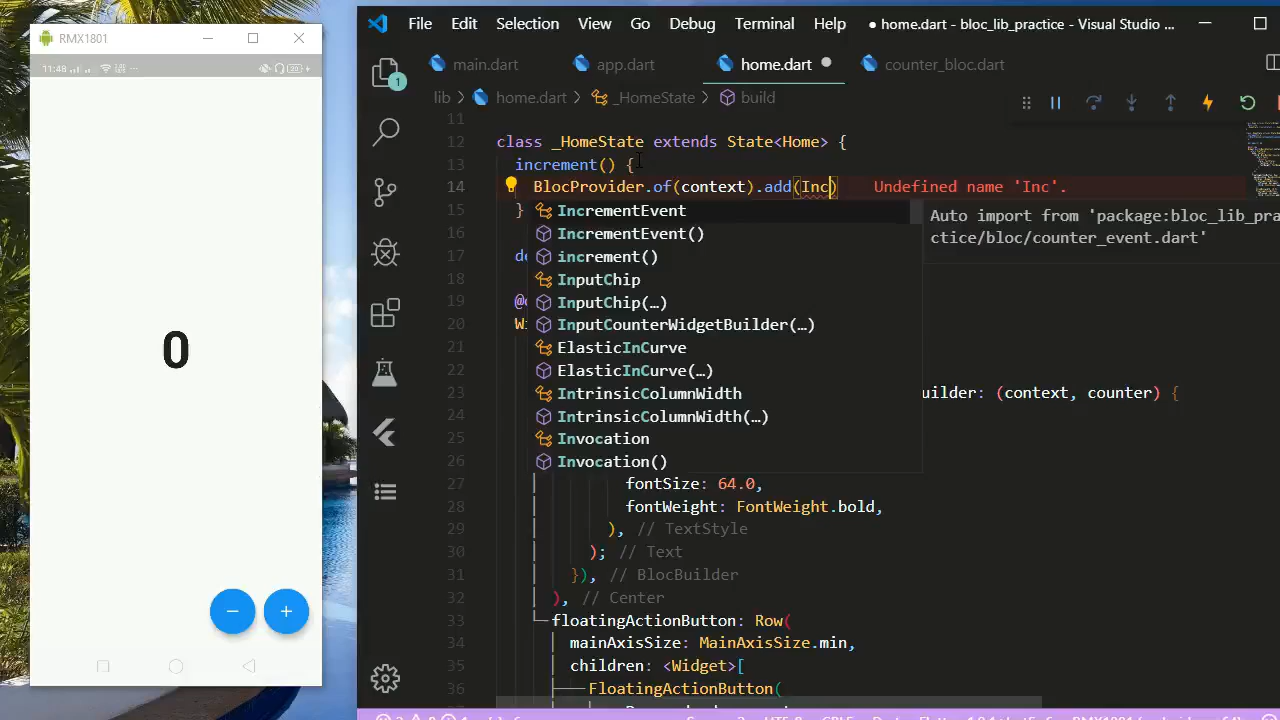 RMX1801
11:48
File Edit Selection View Go Debug Terminal Help
● home.dart - bloc_lib_practice - Visual Studio ...
1
main.dart
app.dart
home.dart
counter_bloc.dart
lib > home.dart > _HomeState > build
11
12 class _HomeState extends State<Home> {
13 increment() {
14 BlocProvider.of(context).add(Inc) Undefined name 'Inc'.
15 }
IncrementEvent
Auto import from 'package:bloc_lib_pra
ctice/bloc/counter_event.dart'
16
IncrementEvent()
17 de
increment()
18
InputChip
19 @o
InputChip(…)
20 Wi
InputCounterWidgetBuilder(…)
21
ElasticInCurve
22
ElasticInCurve(…)
23
IntrinsicColumnWidth
uilder: (context, counter) {
24
IntrinsicColumnWidth(…)
25
Invocation
26
Invocation()
27 fontSize: 64.0,
28 fontWeight: FontWeight.bold,
29 ), // TextStyle
30 ); // Text
31 }), // BlocBuilder
32 ), // Center
33 floatingActionButton: Row(
34 mainAxisSize: MainAxisSize.min,
35 children: <Widget>[
36 FloatingActionButton(
0
− +